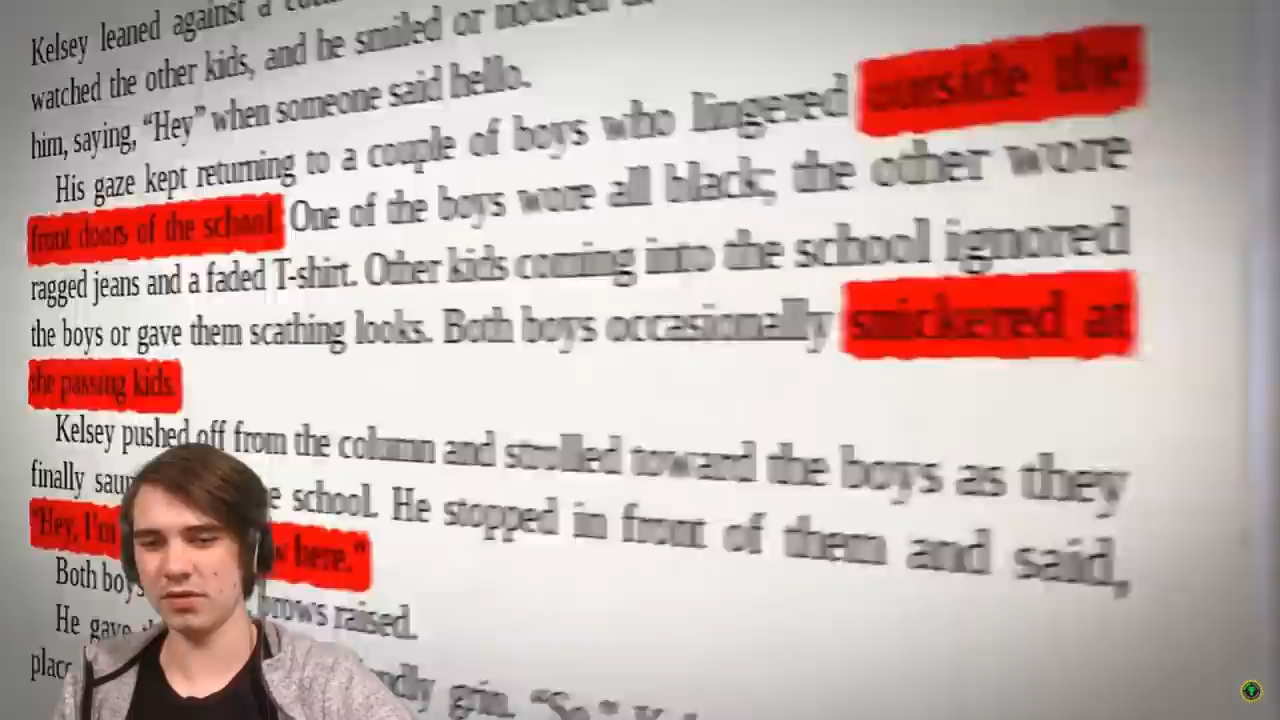 Kelsey leaned against a
watched the other kids, and he smiled or nodded
him, saying, “Hey” when someone said hello.
His gaze kept returning to a couple of boys who lingered outside the
front doors of the school. One of the boys wore all black; the other wore
ragged jeans and a faded T-shirt. Other kids coming into the school ignored
the boys or gave them scathing looks. Both boys occasionally snickered at
the passing kids.
Kelsey pushed off from the column and strolled toward the boys as they
finally school. He stopped in front of them and said,
“Hey, I'm here.”
Both boys raised.
He gave
grin. “So,”